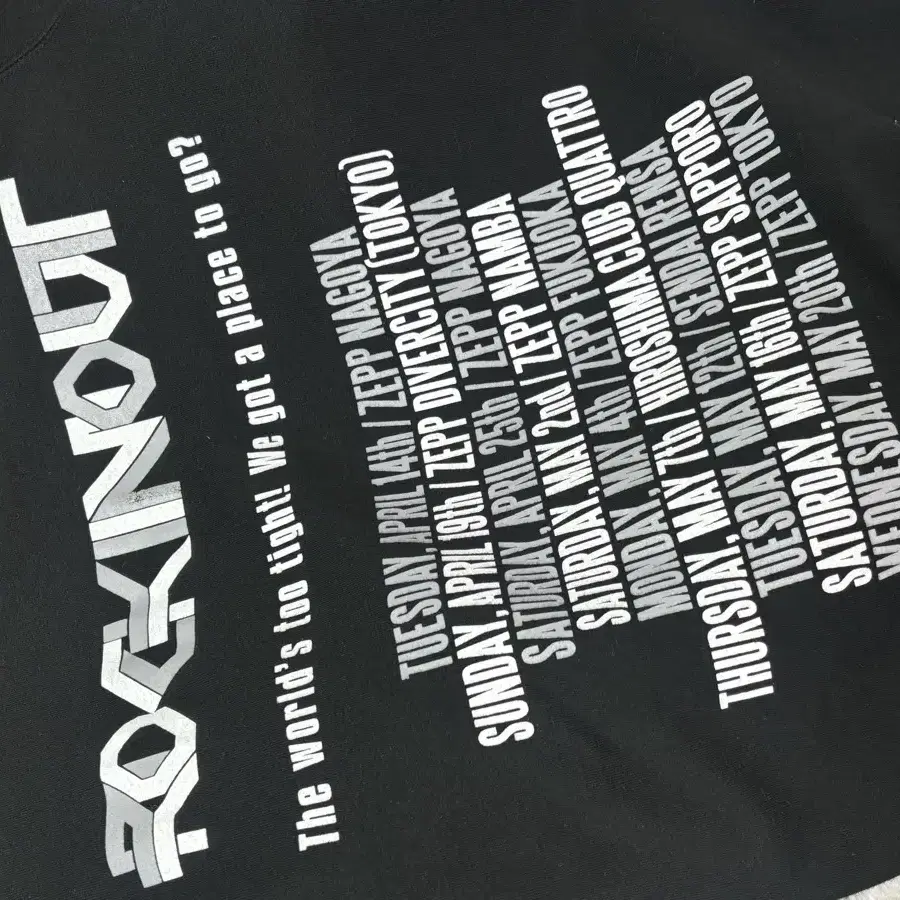 ROCKINOUT
The world's too tight! We got a place to go?
TUESDAY, APRIL 14th / ZEPP NAGOYA
SUNDAY, APRIL 19th / ZEPP DIVERCITY (TOKYO)
SATURDAY, APRIL 25th / ZEPP NAGOYA
SATURDAY, MAY 2nd / ZEPP NAMBA
MONDAY, MAY 4th / ZEPP FUKUOKA
THURSDAY, MAY 7th / HIROSHIMA CLUB QUATTRO
TUESDAY, MAY 12th / SENDAI RENSA
SATURDAY, MAY 16th / ZEPP SAPPORO
WEDNESDAY, MAY 20th / ZEPP TOKYO